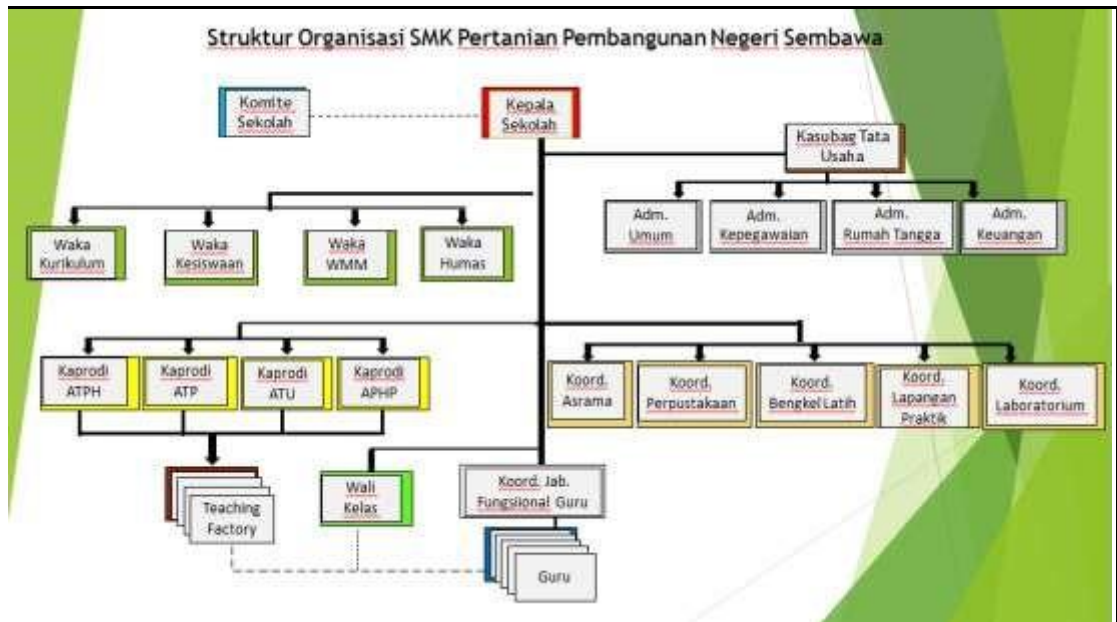 Struktur Organisasi SMK Pertanian Pembangunan Negeri Sembawa
Komite
Sekolah
Kepala
Sekolah
Kasubag Tata
Usaha
Adm.
Umum
Adm.
Kepegawaian
Adm.
Rumah Tangga
Adm.
Keuangan
Waka
Kurikulum
Waka
Kesiswaan
Waka
WMM
Waka
Humas
Kaprodi
ATPH
Kaprodi
ATP
Kaprodi
ATU
Kaprodi
APHP
Koord.
Asrama
Koord.
Perpustakaan
Koord.
Bengkel Latih
Koord.
Lapangan
Praktik
Koord.
Laboratorium
Teaching
Factory
Wali
Kelas
Koord. Jab.
Fungsiional Guru
Guru